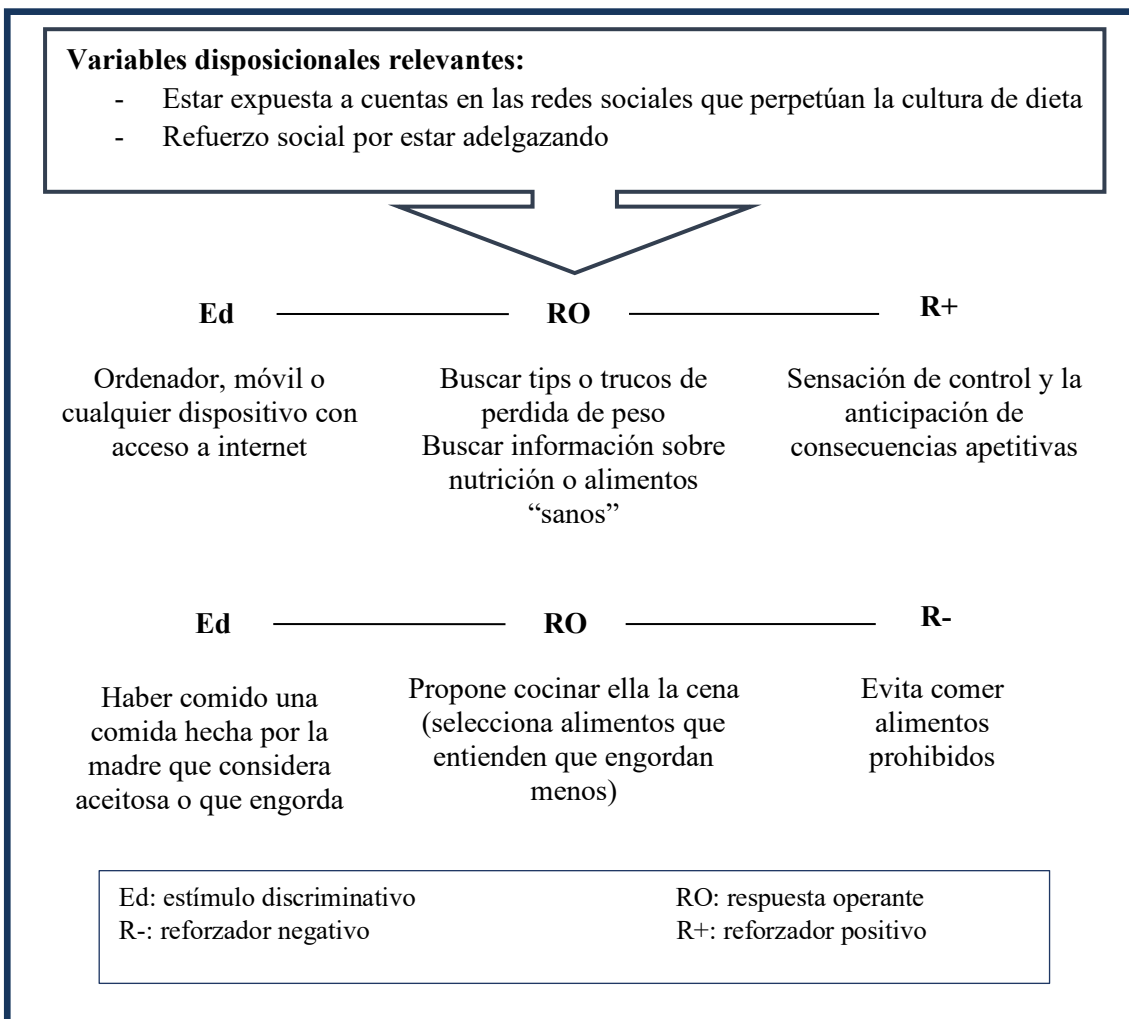 Variables disposicionales relevantes:
- Estar expuesta a cuentas en las redes sociales que perpetúan la cultura de dieta
- Refuerzo social por estar adelgazando
Ed
RO
R+
Ordenador, móvil o
cualquier dispositivo con
acceso a internet
Buscar tips o trucos de
perdida de peso
Buscar información sobre
nutrición o alimentos
“sanos”
Sensación de control y la
anticipación de
consecuencias apetitivas
Ed
RO
R-
Haber comido una
comida hecha por la
madre que considera
aceitosa o que engorda
Propone cocinar ella la cena
(selecciona alimentos que
entienden que engordan
menos)
Evita comer
alimentos
prohibidos
Ed: estímulo discriminativo
RO: respuesta operante
R-: reforzador negativo
R+: reforzador positivo